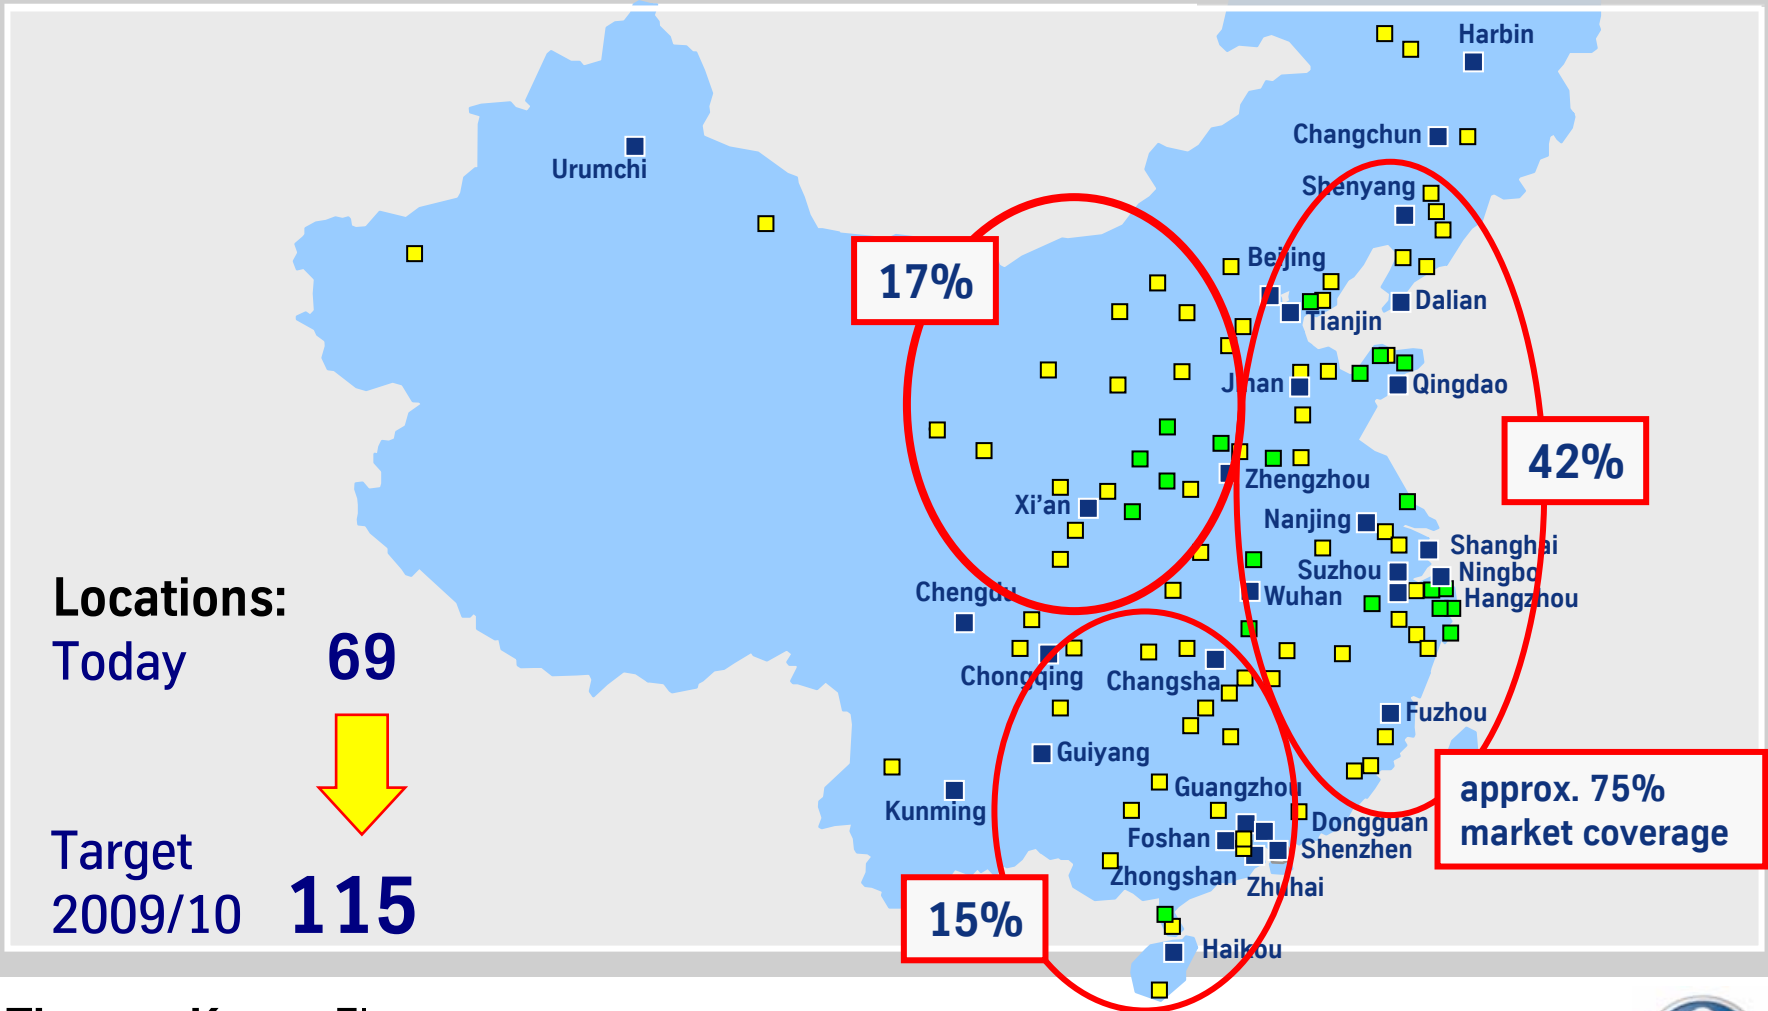 Harbin
Changchun
Urumchi
Shenyang
Beijing
17%
Dalian
Tianjin
Jinan
Qingdao
42%
Zhengzhou
Xi’an
Nanjing
Shanghai
Suzhou
Ningbo
Chengdu
Wuhan
Hangzhou
Locations:
Today 69
Chongqing
Changsha
Fuzhou
Guiyang
Guangzhou
approx. 75%
market coverage
Kunming
Dongguan
Foshan
Shenzhen
Target
2009/10 115
Zhongshan
Zhuhai
15%
Haikou